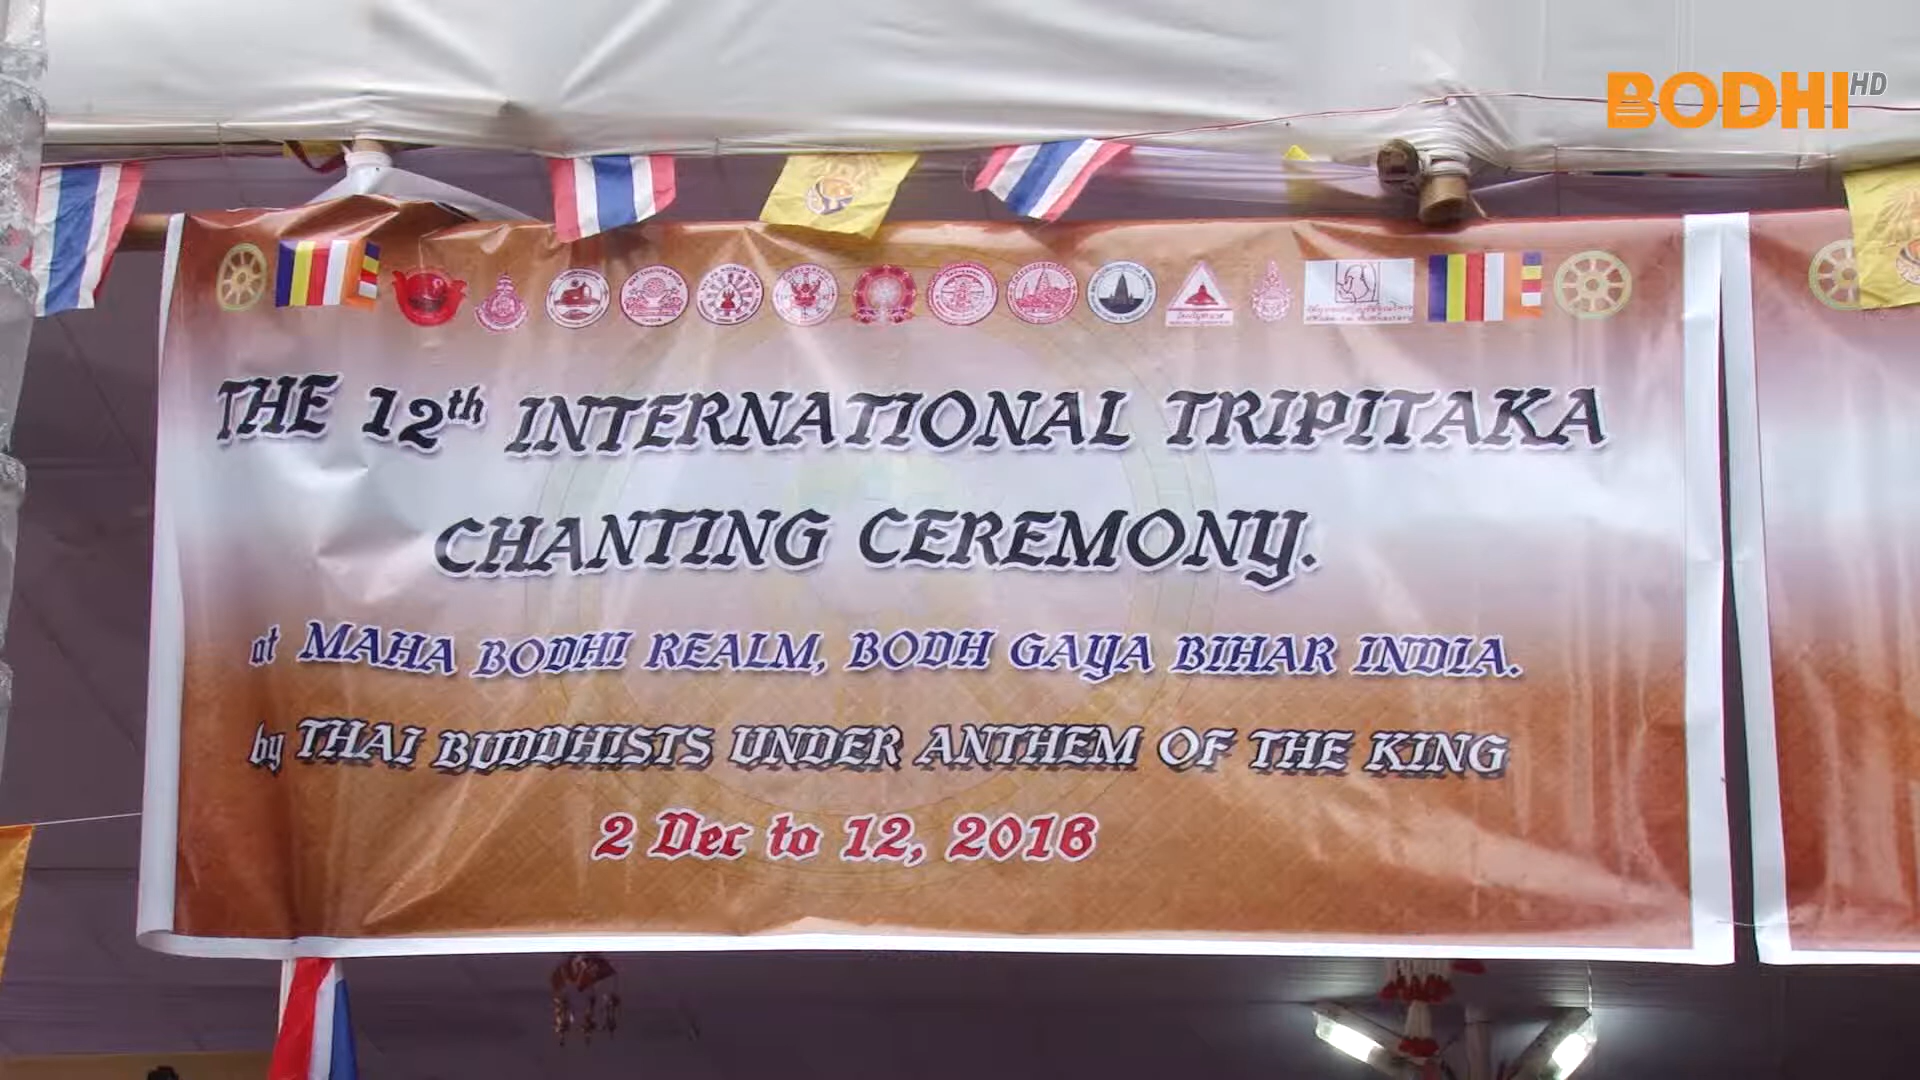 BODHI HD
THE 12th INTERNATIONAL TRIPITAKA
CHANTING CEREMONY.
at MAHA BODHI REALM, BODH GAYA BIHAR INDIA.
by THAI BUDDHISTS UNDER ANTHEM OF THE KING
2 Dec to 12, 2016